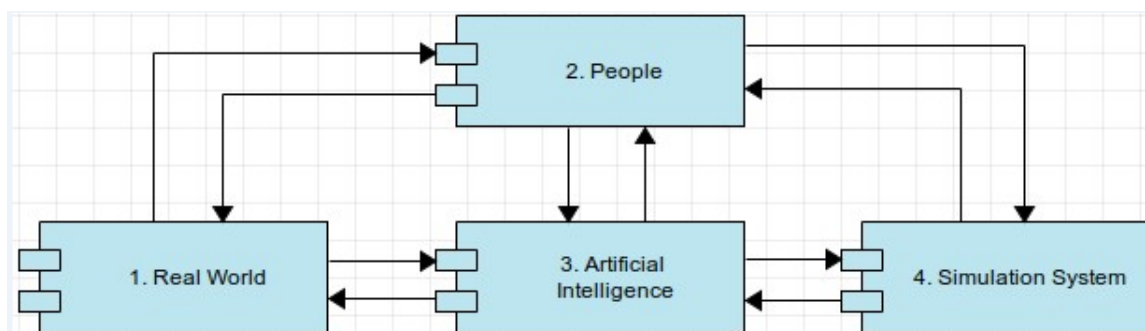 2. People
1. Real World
3. Artificial
Intelligence
4. Simulation System